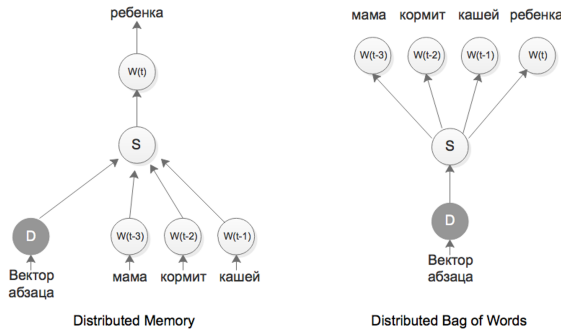 ребенка
W(t)
S
D
W(t-3)
W(t-2)
W(t-1)
Вектор
абзаца
мама
кормит
кашей
Distributed Memory
мама кормит кашей ребенка
W(t-3) W(t-2) W(t-1) W(t)
S
D
Вектор
абзаца
Distributed Bag of Words